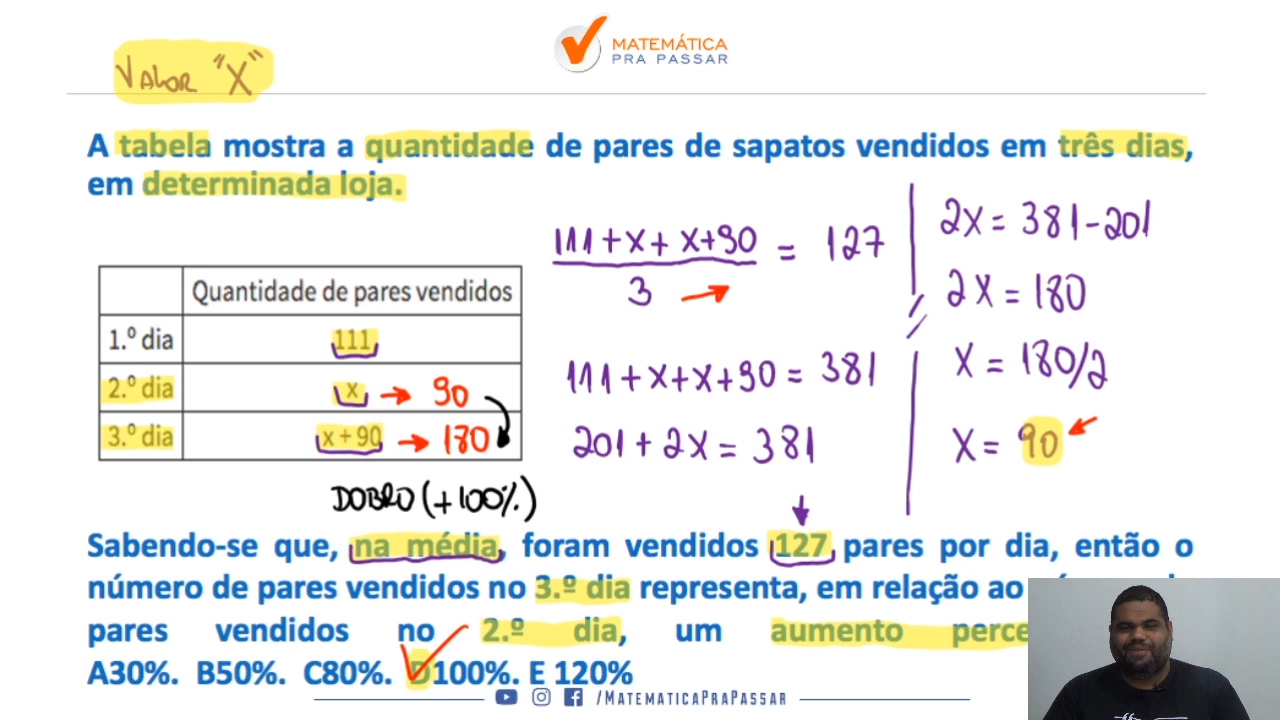 MATEMÁTICA
PRA PASSAR
VALOR "X"
A tabela mostra a quantidade de pares de sapatos vendidos em três dias,
em determinada loja.
Quantidade de pares vendidos
1.º dia 111
2.º dia x → 90
3.º dia x + 90 → 180
DOBRO (+100%)
111 + x + x + 90 = 127
3
111 + x + x + 90 = 381
201 + 2x = 381
2x = 381 - 201
2x = 180
x = 180/2
x = 90
Sabendo-se que, na média, foram vendidos 127 pares por dia, então o
número de pares vendidos no 3.º dia representa, em relação ao
pares vendidos no 2.º dia, um aumento
A30%. B50%. C80%. D100%. E 120%
/MATEMATICAPRAPASSAR